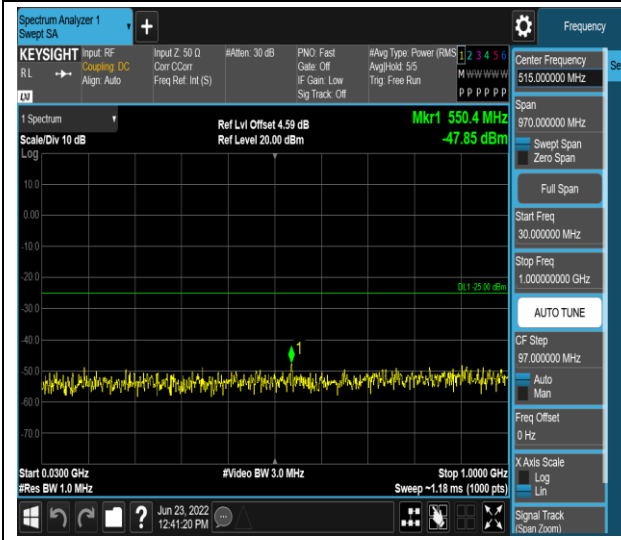 Spectrum Analyzer 1
Swept SA
Frequency
KEYSIGHT
RL
LXI
Input: RF
Coupling: DC
Align: Auto
Input Z: 50 Ω
Corr CCorr
Freq Ref: Int (S)
#Atten: 30 dB
PNO: Fast
Gate: Off
IF Gain: Low
Sig Track: Off
#Avg Type: Power (RMS
Avg|Hold: 5/5
Trig: Free Run
1 2 3 4 5 6
M W W W W W
P P P P P P
1 Spectrum
Scale/Div 10 dB
Ref Lvl Offset 4.59 dB
Ref Level 20.00 dBm
Mkr1 550.4 MHz
-47.85 dBm
Log
10.0
0.00
-10.0
-20.0
-30.0
-40.0
-50.0
-60.0
-70.0
DL1 -25.00 dBm
1
Start 0.0300 GHz
#Res BW 1.0 MHz
#Video BW 3.0 MHz
Stop 1.0000 GHz
Sweep ~1.18 ms (1000 pts)
Jun 23, 2022
12:41:20 PM
Center Frequency
515.000000 MHz
Se
Span
970.000000 MHz
Swept Span
Zero Span
Full Span
Start Freq
30.000000 MHz
Stop Freq
1.000000000 GHz
AUTO TUNE
CF Step
97.000000 MHz
Auto
Man
Freq Offset
0 Hz
X Axis Scale
Log
Lin
Signal Track
(Span Zoom)